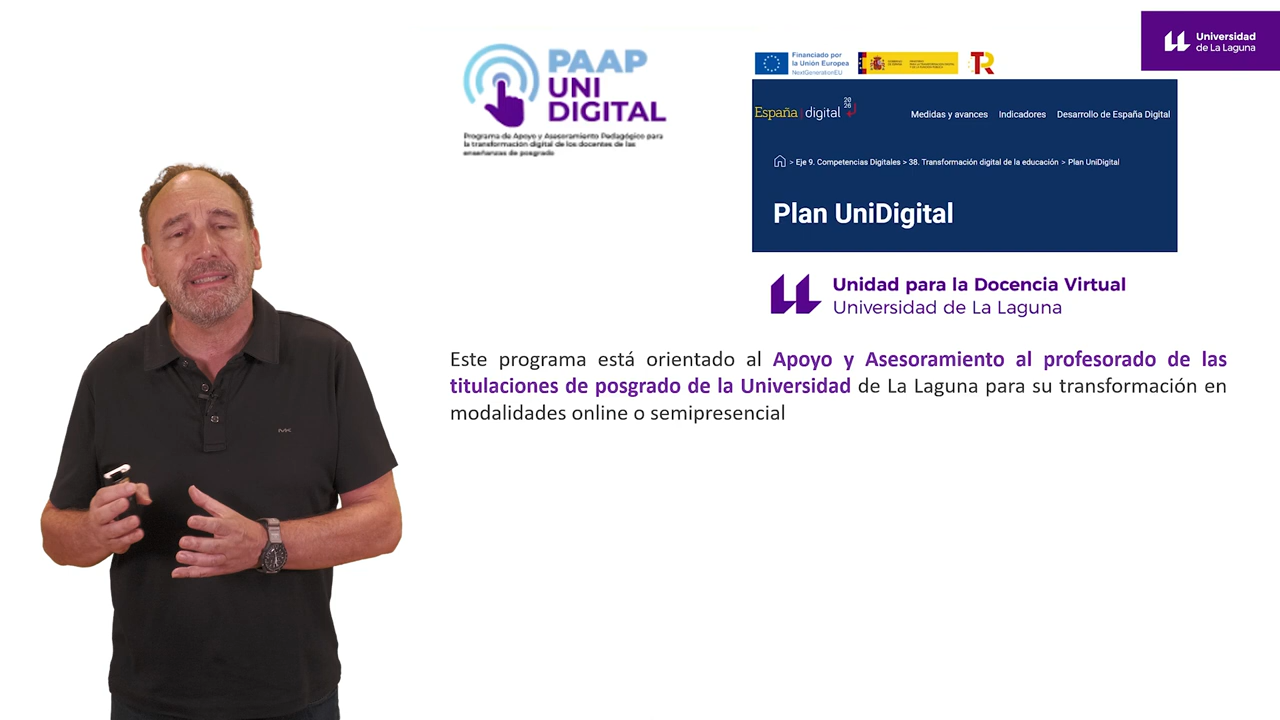 PAAP
UNI
DIGITAL
Programa de Apoyo y Asesoramiento Pedagógico para
la transformación digital de los docentes de las
enseñanzas de posgrado
Financiado por
la Unión Europea
NextGenerationEU
TR
Universidad
de La Laguna
España digital 2026
Medidas y avances Indicadores Desarrollo de España Digital
> Eje 9. Competencias Digitales > 38. Transformación digital de la educación > Plan UniDigital
Plan UniDigital
Unidad para la Docencia Virtual
Universidad de La Laguna
Este programa está orientado al Apoyo y Asesoramiento al profesorado de las
titulaciones de posgrado de la Universidad de La Laguna para su transformación en
modalidades online o semipresencial
MK